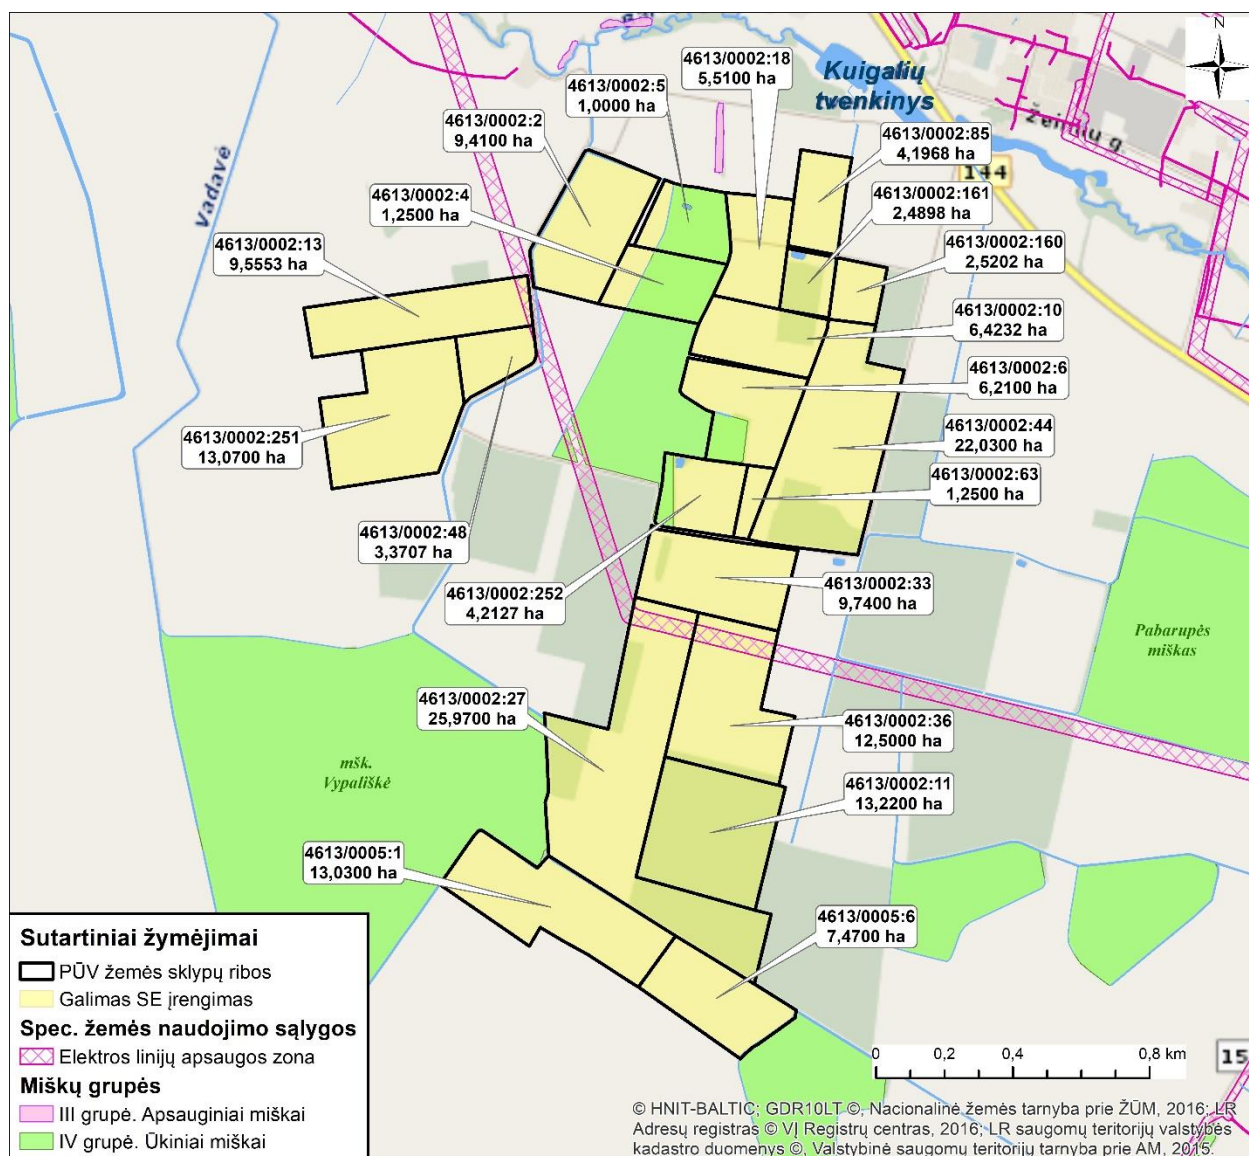 N
Kuigalių
tvenkinys
Žeimių g.
144
Vadavė
4613/0002:18
5,5100 ha
4613/0002:5
1,0000 ha
4613/0002:2
9,4100 ha
4613/0002:85
4,1968 ha
4613/0002:4
1,2500 ha
4613/0002:161
2,4898 ha
4613/0002:13
9,5553 ha
4613/0002:160
2,5202 ha
4613/0002:10
6,4232 ha
4613/0002:6
6,2100 ha
4613/0002:251
13,0700 ha
4613/0002:44
22,0300 ha
4613/0002:63
1,2500 ha
4613/0002:48
3,3707 ha
4613/0002:252
4,2127 ha
4613/0002:33
9,7400 ha
Pabarupės
miškas
4613/0002:27
25,9700 ha
4613/0002:36
12,5000 ha
mšk.
Vypališkė
4613/0002:11
13,2200 ha
4613/0005:1
13,0300 ha
4613/0005:6
7,4700 ha
Sutartiniai žymėjimai
PŪV žemės sklypų ribos
Galimas SE įrengimas
Spec. žemės naudojimo sąlygos
Elektros linijų apsaugos zona
Miškų grupės
III grupė. Apsauginiai miškai
IV grupė. Ūkiniai miškai
0 0,2 0,4 0,8 km
15
© HNIT-BALTIC; GDR10LT ©, Nacionalinė žemės tarnyba prie ŽŪM, 2016; LR
Adresų registras © VĮ Registrų centras, 2016; LR saugomų teritorijų valstybės
kadastro duomenys ©, Valstybinė saugomų teritorijų tarnyba prie AM, 2015.